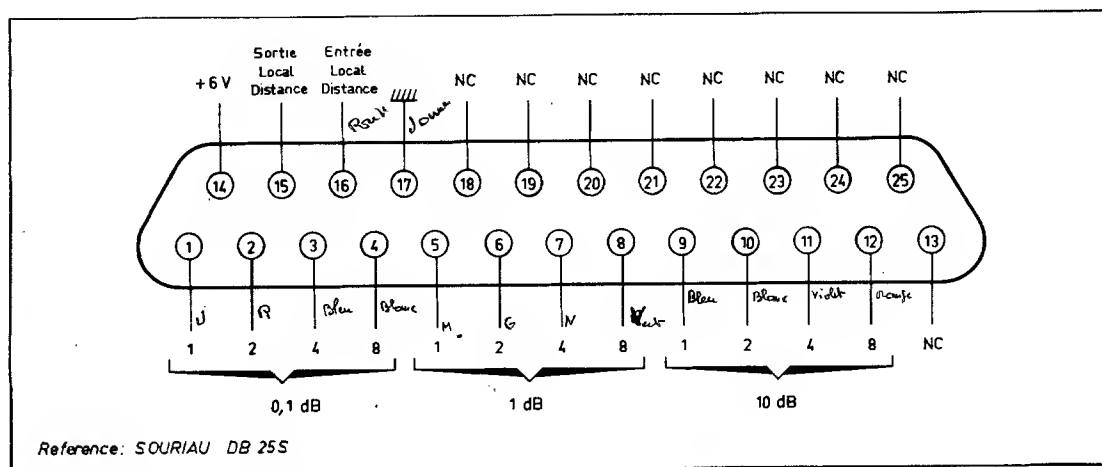 +6 V
Sortie Local Distance
Entrée Local Distance
NC NC NC NC NC NC NC NC
Jaune
14 15 16 17 18 19 20 21 22 23 24 25
1 2 3 4 5 6 7 8 9 10 11 12 13
J R Bleu Blanc M G N Vert Bleu Blanc Violet Orange
1 2 4 8 1 2 4 8 1 2 4 8 NC
0,1 dB 1 dB 10 dB
Reference: SOURIAU DB 25S